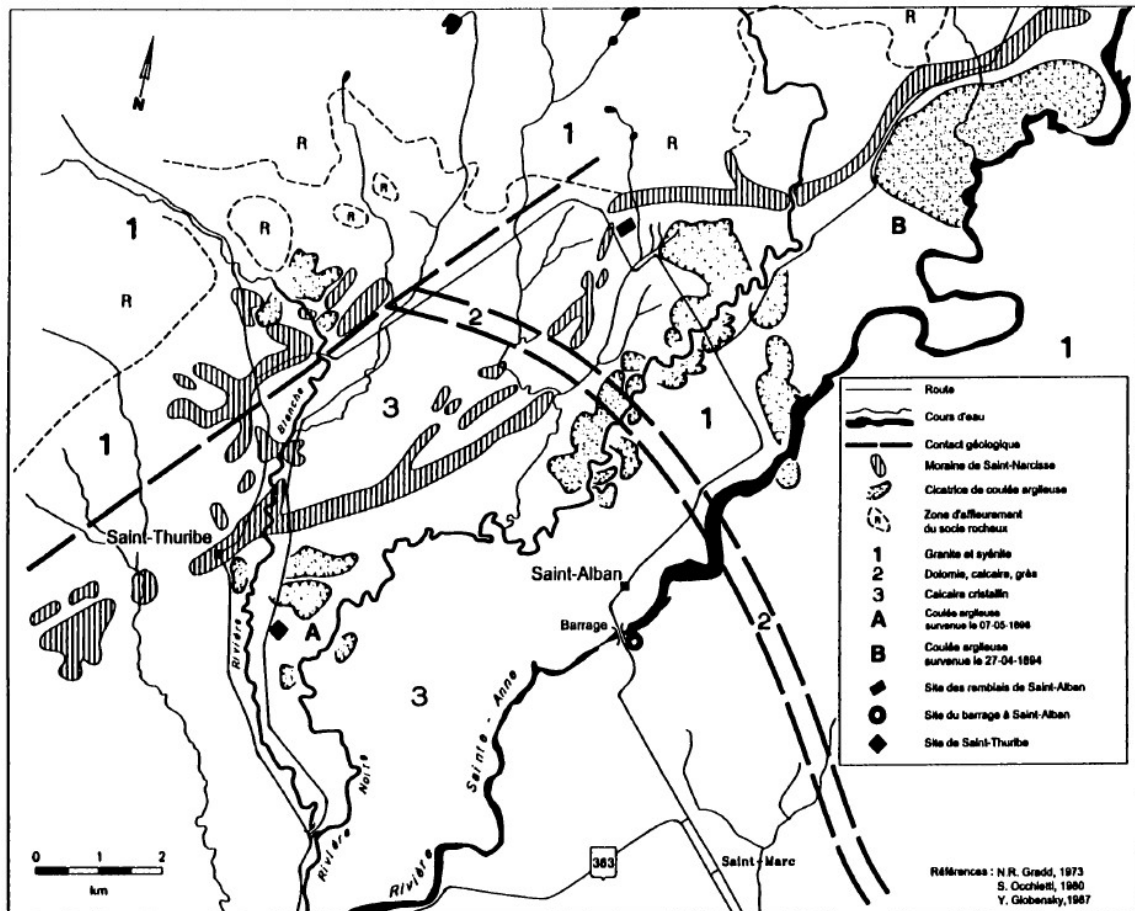 R
R
N
1
R
R
R
1
R
R
B
R
2
1
Blanche
3
1
1
Saint-Thuribe
Saint-Alban
Barrage
A
2
3
Rivière
Sainte-Anne
Noire
Rivière
Rivière
363
Saint-Marc
0 1 2
km
Route
Cours d'eau
Contact géologique
Moraine de Saint-Narcisse
Cicatrice de coulée argileuse
R
Zone d'affleurement
du socle rocheux
1 Granite et syénite
2 Dolomie, calcaire, grès
3 Calcaire cristallin
A Coulée argileuse
survenue le 07-05-1898
B Coulée argileuse
survenue le 27-04-1894
Site des remblais de Saint-Alban
Site du barrage à Saint-Alban
Site de Saint-Thuribe
Références : N.R. Gradd, 1973
S. Occhietti, 1980
Y. Globensky, 1987